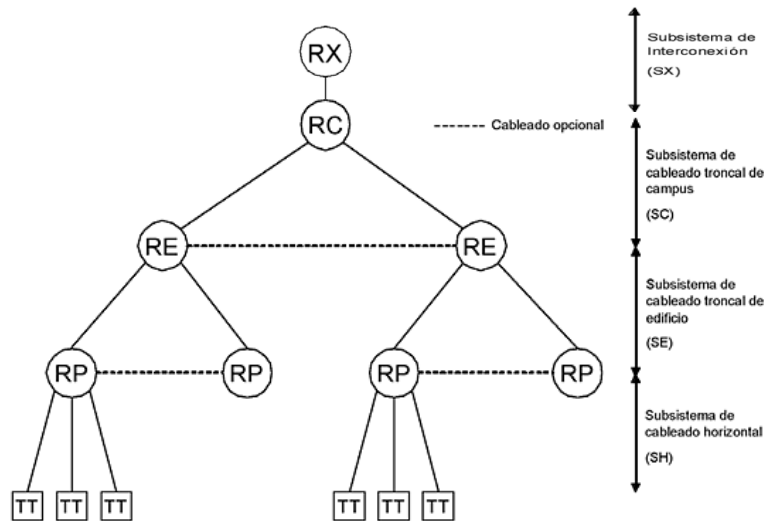 RX
Subsistema de
Interconexión
(SX)
RC
Cableado opcional
Subsistema de
cableado troncal de
campus
(SC)
RE
RE
Subsistema de
cableado troncal de
edificio
(SE)
RP
RP
RP
RP
Subsistema de
cableado horizontal
(SH)
TT
TT
TT
TT
TT
TT